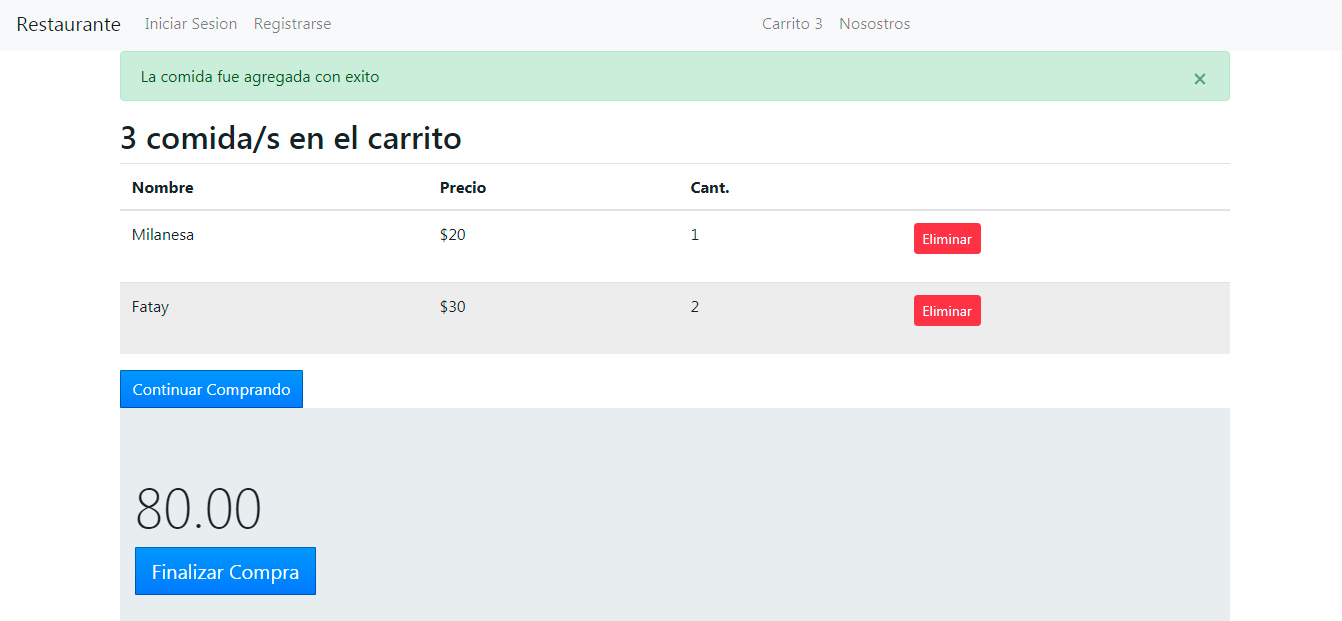 Restaurante Iniciar Sesion Registrarse Carrito 3 Nosostros
La comida fue agregada con exito ×
3 comida/s en el carrito
Nombre Precio Cant.
Milanesa $20 1 Eliminar
Fatay $30 2 Eliminar
Continuar Comprando
80.00
Finalizar Compra